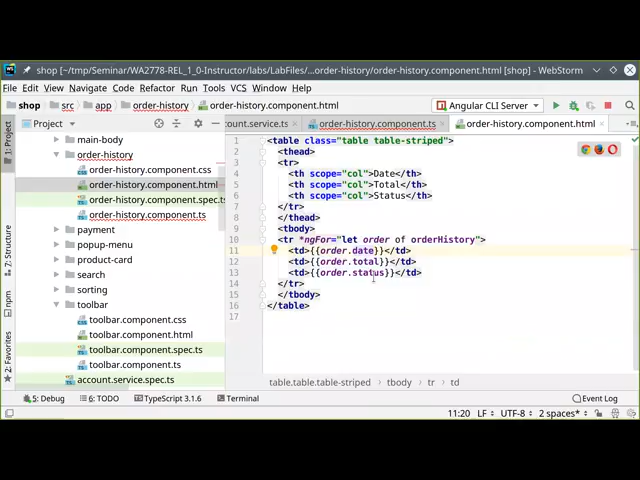 shop [~/tmp/Seminar/WA2778-REL_1_0-Instructor/labs/LabFiles/...order-history/order-history.component.html [shop] - WebStorm
File Edit View Navigate Code Refactor Run Tools VCS Window Help
shop src app order-history order-history.component.html Angular CLI Server
Project
count.service.ts order-history.component.ts order-history.component.html
1: Project
7: Structure
npm
2: Favorites
main-body
order-history
order-history.component.css
order-history.component.html
order-history.component.spec.ts
order-history.component.ts
payment
popup-menu
product-card
search
sorting
toolbar
toolbar.component.css
toolbar.component.html
toolbar.component.spec.ts
toolbar.component.ts
account.service.spec.ts
1 <table class="table table-striped">
2 <thead>
3 <tr>
4 <th scope="col">Date</th>
5 <th scope="col">Total</th>
6 <th scope="col">Status</th>
7 </tr>
8 </thead>
9 <tbody>
10 <tr *ngFor="let order of orderHistory">
11 <td>{{order.date}}</td>
12 <td>{{order.total}}</td>
13 <td>{{order.status}}</td>
14 </tr>
15 </tbody>
16 </table>
17
table.table.table-striped tbody tr td
5: Debug 6: TODO TypeScript 3.1.6 Terminal Event Log
11:20 LF UTF-8 2 spaces*